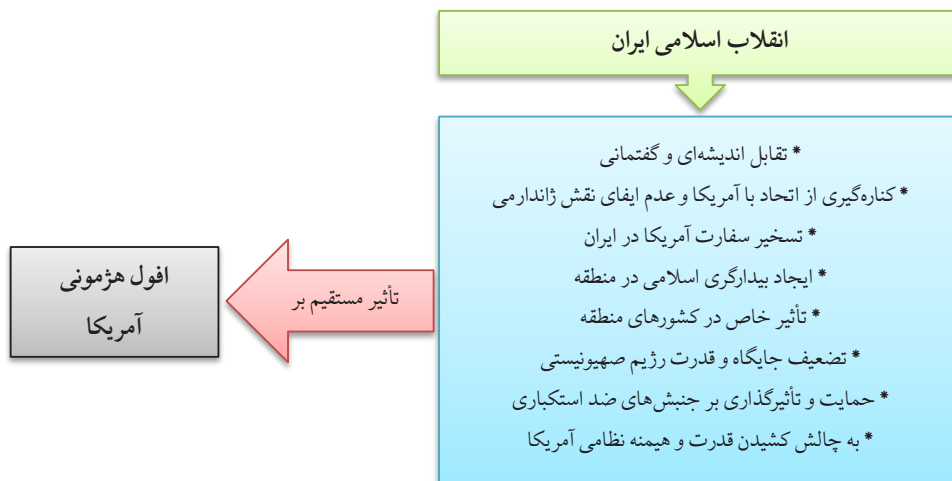 انقلاب اسلامی ایران
* تقابل اندیشه‌ای و گفتمانی
* کناره‌گیری از اتحاد با آمریکا و عدم ایفای نقش ژاندارمی
* تسخیر سفارت آمریکا در ایران
* ایجاد بیدارگری اسلامی در منطقه
* تأثیر خاص در کشورهای منطقه
* تضعیف جایگاه و قدرت رژیم صهیونیستی
* حمایت و تأثیرگذاری بر جنبش‌های ضد استکباری
* به چالش کشیدن قدرت و هیمنه نظامی آمریکا
تأثیر مستقیم بر
افول هژمونی
آمریکا